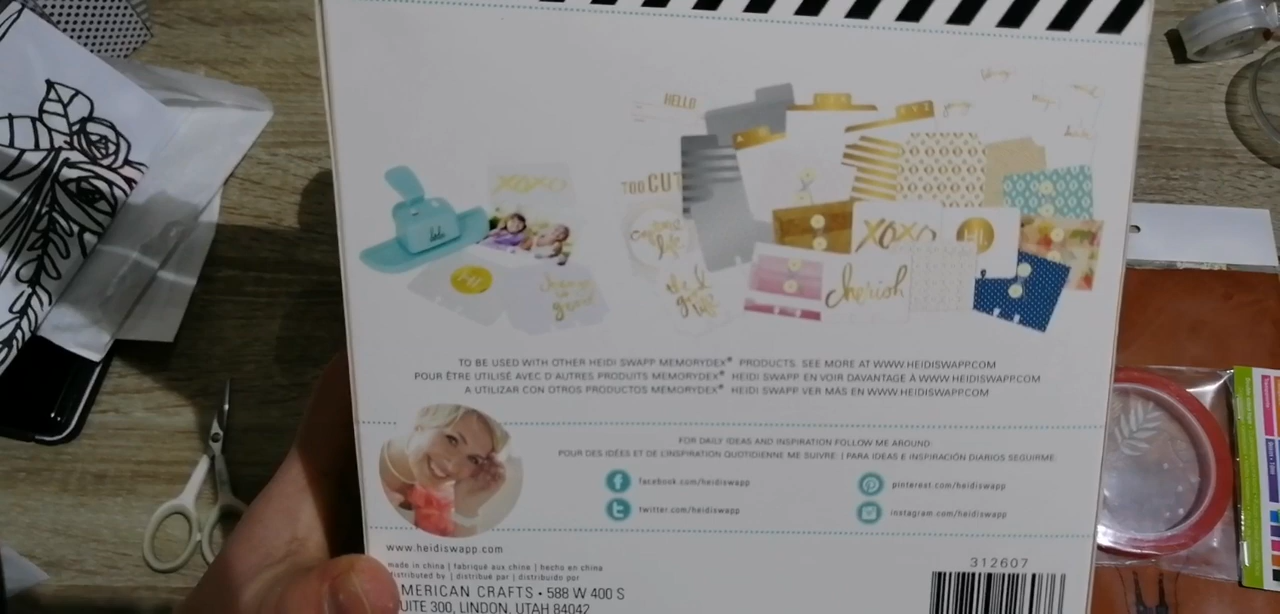 HELLO
XOXO
TOO CUT
hello
hi
XOXO
cherish
TO BE USED WITH OTHER HEIDI SWAPP MEMORYDEX® PRODUCTS. SEE MORE AT WWW.HEIDISWAPP.COM
POUR ÊTRE UTILISÉ AVEC D'AUTRES PRODUITS MEMORYDEX® HEIDI SWAPP EN VOIR DAVANTAGE À WWW.HEIDISWAPP.COM
A UTILIZAR CON OTROS PRODUCTOS MEMORYDEX® HEIDI SWAPP VER MÁS EN WWW.HEIDISWAPP.COM
FOR DAILY IDEAS AND INSPIRATION FOLLOW ME AROUND:
POUR DES IDÉES ET DE L'INSPIRATION QUOTIDIENNE ME SUIVRE: | PARA IDEAS E INSPIRACIÓN DIARIOS SEGUIRME:
facebook.com/heidiswapp
pinterest.com/heidiswapp
twitter.com/heidiswapp
instagram.com/heidiswapp
www.heidiswapp.com
made in china | fabriqué aux chine | hecho en china
distributed by | distribué par | distribuido por
MERICAN CRAFTS • 588 W 400 S
UITE 300, LINDON, UTAH 84042
312607